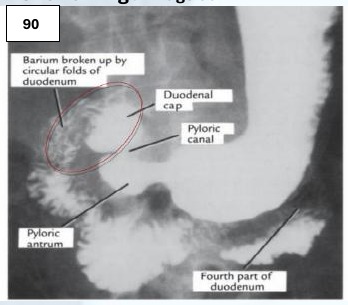 90
Barium broken up by
circular folds of
duodenum
Duodenal
cap
Pyloric
canal
Pyloric
antrum
Fourth part of
duodenum